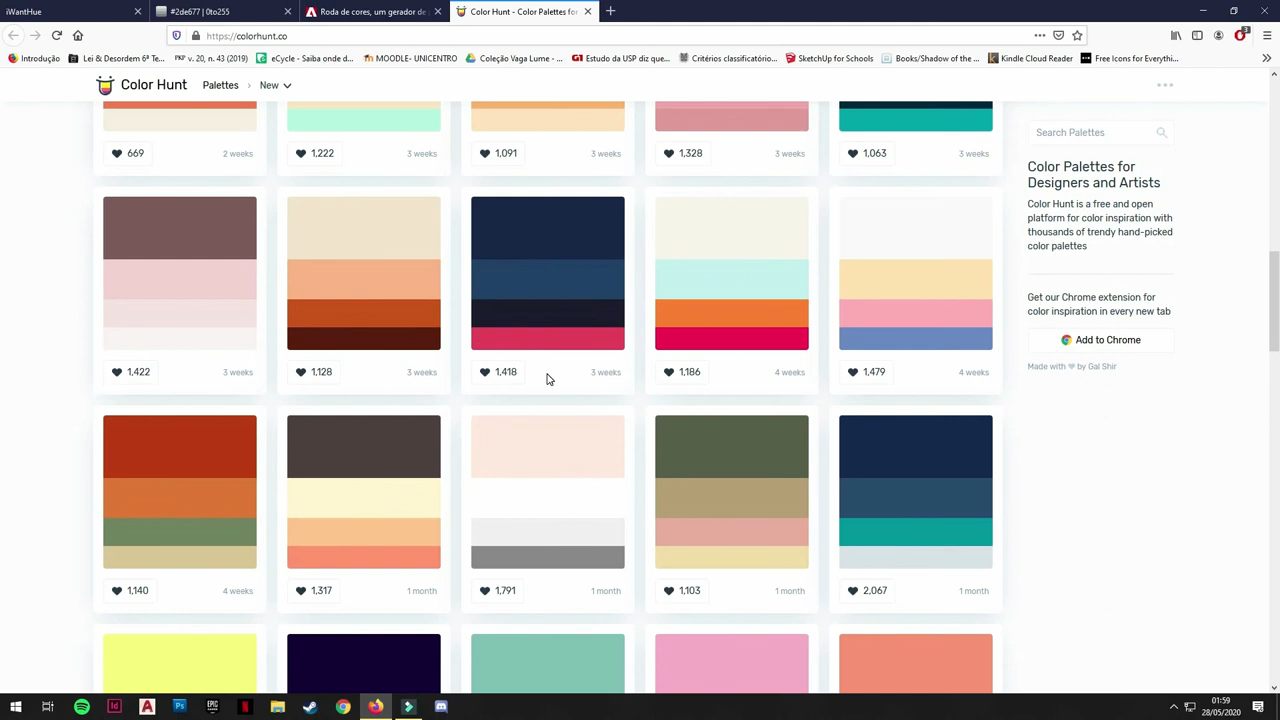 iWantHue
#2de677 | 0to255
Roda de cores, um gerador de
Color Hunt - Color Palettes for
https://colorhunt.co
3
Introdução
Lei & Desordem 6ª Te...
PKP v. 20, n. 43 (2019)
eCycle - Saiba onde d...
MOODLE- UNICENTRO
Coleção Vaga Lume - ...
Estudo da USP diz que...
Critérios classificatóri...
SketchUp for Schools
Books/Shadow of the ...
Kindle Cloud Reader
Free Icons for Everythi...
Color Hunt
Palettes
New
669 2 weeks
1,222 3 weeks
1,091 3 weeks
1,328 3 weeks
1,063 3 weeks
Search Palettes
Color Palettes for
Designers and Artists
Color Hunt is a free and open
platform for color inspiration with
thousands of trendy hand-picked
color palettes
Get our Chrome extension for
color inspiration in every new tab
Add to Chrome
Made with ♥ by Gal Shir
1,422 3 weeks
1,128 3 weeks
1,418 3 weeks
1,186 4 weeks
1,479 4 weeks
1,140 4 weeks
1,317 1 month
1,791 1 month
1,103 1 month
2,067 1 month
01:59
28/05/2020